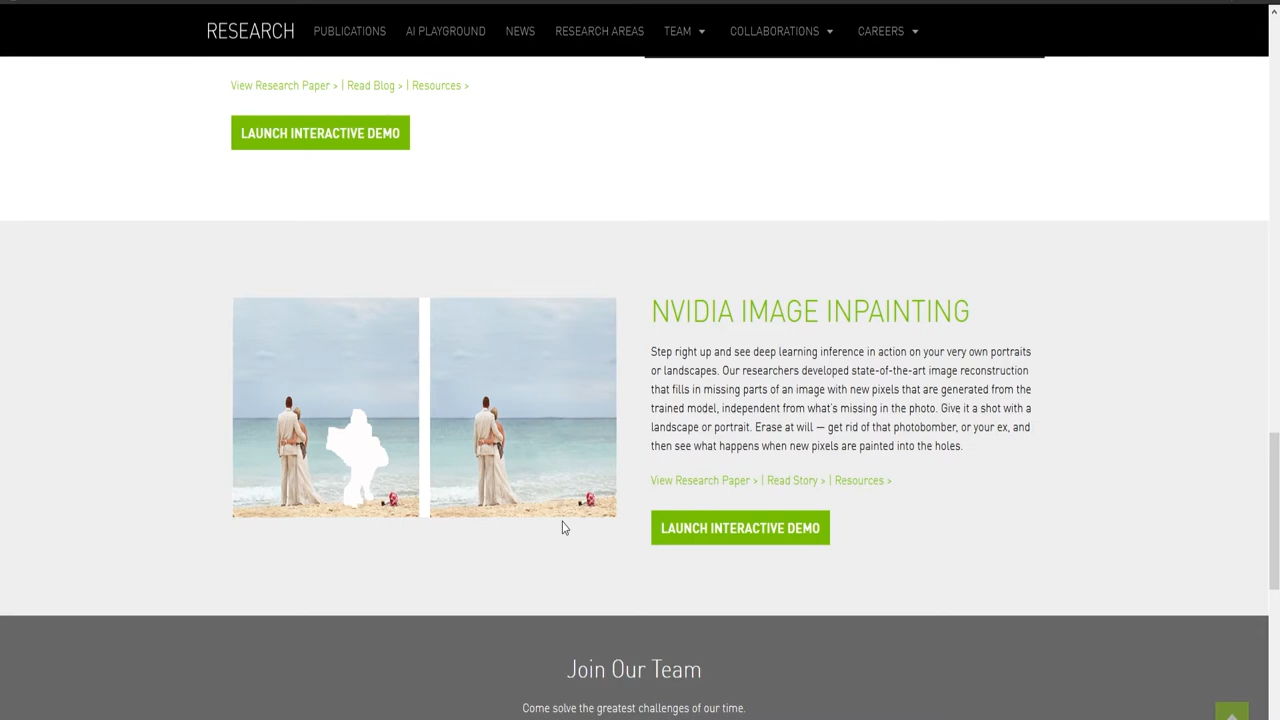 RESEARCH PUBLICATIONS AI PLAYGROUND NEWS RESEARCH AREAS TEAM COLLABORATIONS CAREERS
View Research Paper > | Read Blog > | Resources >
LAUNCH INTERACTIVE DEMO
NVIDIA IMAGE INPAINTING
Step right up and see deep learning inference in action on your very own portraits
or landscapes. Our researchers developed state-of-the-art image reconstruction
that fills in missing parts of an image with new pixels that are generated from the
trained model, independent from what's missing in the photo. Give it a shot with a
landscape or portrait. Erase at will — get rid of that photobomber, or your ex, and
then see what happens when new pixels are painted into the holes.
View Research Paper > | Read Story > | Resources >
LAUNCH INTERACTIVE DEMO
Join Our Team
Come solve the greatest challenges of our time.